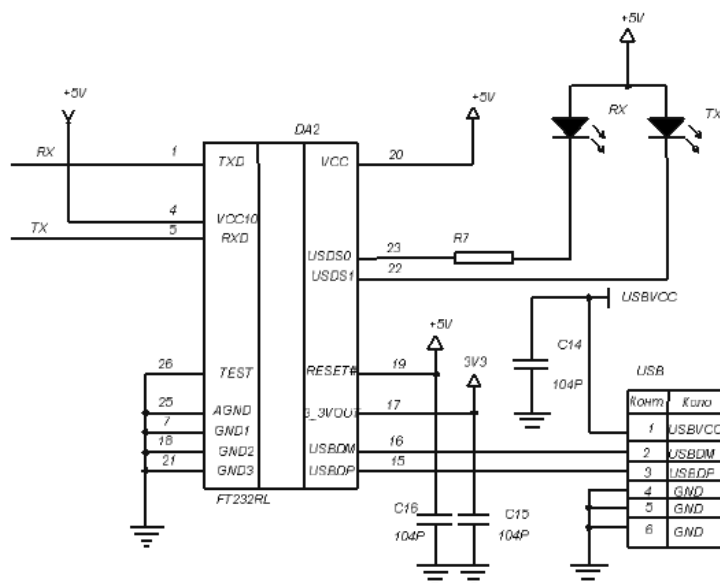 +5V
RX
TX
+5V
+5V
DA2
RX
1
TXD
VCC
20
4
VCC10
TX
5
RXD
USDS0
23
R7
USDS1
22
USBVCC
+5V
C14
3V3
104P
USB
26
TEST
RESET#
19
Конт
1
USBVCC
25
AGND
3_3VOUT
17
7
GND1
18
GND2
USBDM
16
2
USBDM
21
GND3
USBDP
15
3
USBDP
4
GND
FT232RL
5
GND
C16
C15
6
GND
104P
104P